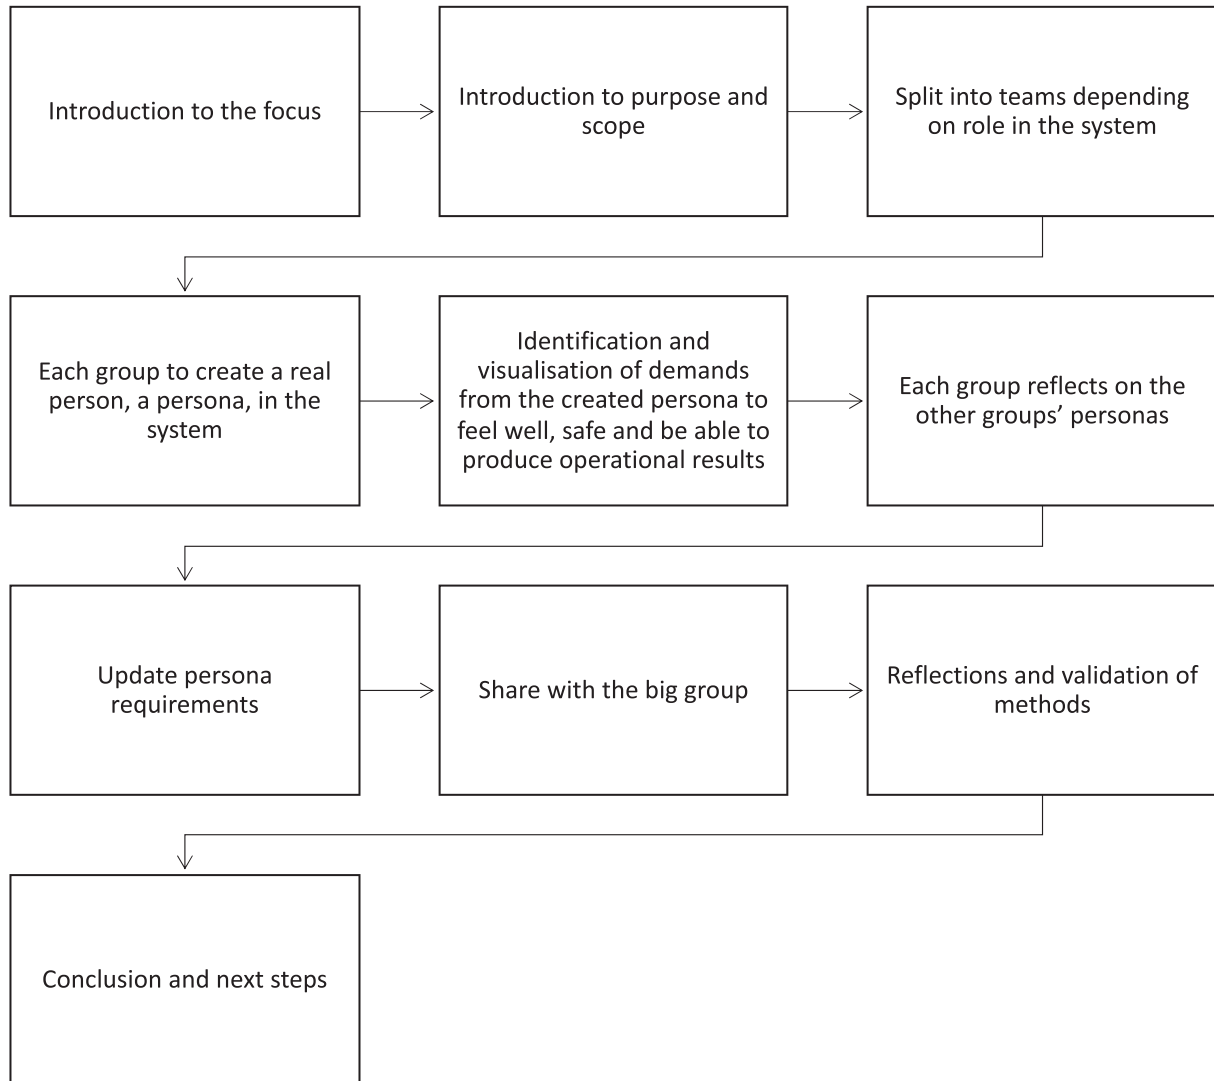 Introduction to the focus
Introduction to purpose and
scope
Split into teams depending
on role in the system
Each group to create a real
person, a persona, in the
system
Identification and
visualisation of demands
from the created persona to
feel well, safe and be able to
produce operational results
Each group reflects on the
other groups’ personas
Update persona
requirements
Share with the big group
Reflections and validation of
methods
Conclusion and next steps